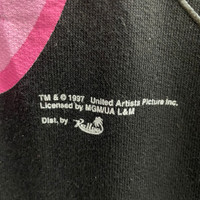 TM & © 1997 United Artists Picture Inc.
Licensed by MGM/UA L&M
Dist. by